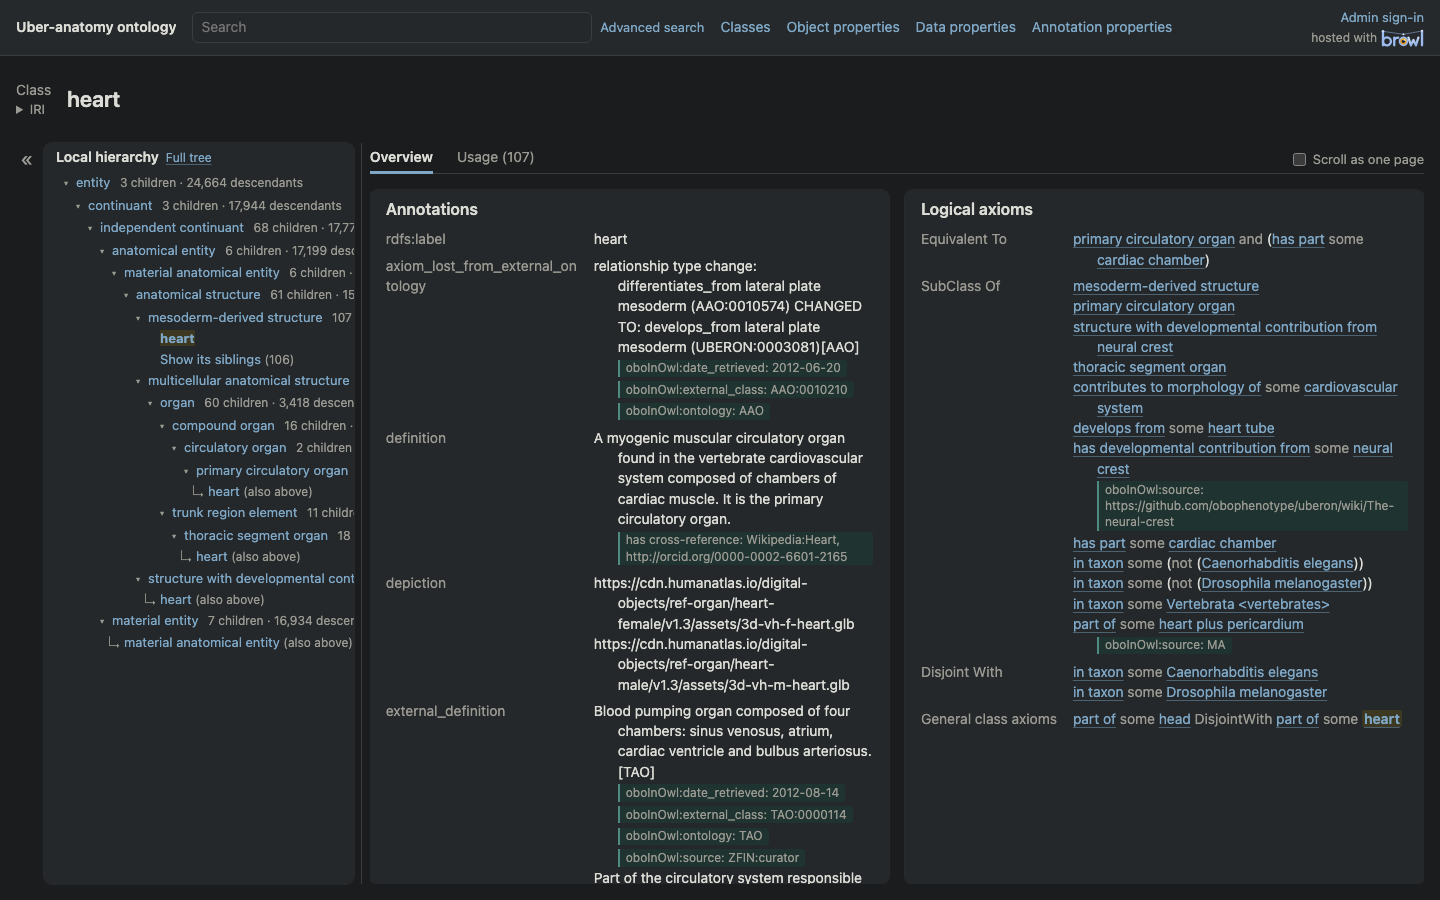 Uber-anatomy ontology
Search
Advanced search
Classes
Object properties
Data properties
Annotation properties
Admin sign-in
hosted with browl
Class
▶ IRI
heart
«
Local hierarchy Full tree
entity 3 children · 24,664 descendants
continuant 3 children · 17,944 descendants
independent continuant 68 children · 17,77
anatomical entity 6 children · 17,199 desc
material anatomical entity 6 children ·
anatomical structure 61 children · 15
mesoderm-derived structure 107
heart
Show its siblings (106)
multicellular anatomical structure
organ 60 children · 3,418 descen
compound organ 16 children ·
circulatory organ 2 children
primary circulatory organ
heart (also above)
trunk region element 11 childr
thoracic segment organ 18
heart (also above)
structure with developmental cont
heart (also above)
material entity 7 children · 16,934 descen
material anatomical entity (also above)
Overview
Usage (107)
Scroll as one page
Annotations
rdfs:label
heart
axiom_lost_from_external_on
tology
relationship type change:
differentiates_from lateral plate
mesoderm (AAO:0010574) CHANGED
TO: develops_from lateral plate
mesoderm (UBERON:0003081)[AAO]
oboInOwl:date_retrieved: 2012-06-20
oboInOwl:external_class: AAO:0010210
oboInOwl:ontology: AAO
definition
A myogenic muscular circulatory organ
found in the vertebrate cardiovascular
system composed of chambers of
cardiac muscle. It is the primary
circulatory organ.
has cross-reference: Wikipedia:Heart,
http://orcid.org/0000-0002-6601-2165
depiction
https://cdn.humanatlas.io/digital-
objects/ref-organ/heart-
female/v1.3/assets/3d-vh-f-heart.glb
https://cdn.humanatlas.io/digital-
objects/ref-organ/heart-
male/v1.3/assets/3d-vh-m-heart.glb
external_definition
Blood pumping organ composed of four
chambers: sinus venosus, atrium,
cardiac ventricle and bulbus arteriosus.
[TAO]
oboInOwl:date_retrieved: 2012-08-14
oboInOwl:external_class: TAO:0000114
oboInOwl:ontology: TAO
oboInOwl:source: ZFIN:curator
Part of the circulatory system responsible
Logical axioms
Equivalent To
primary circulatory organ and (has part some
cardiac chamber)
SubClass Of
mesoderm-derived structure
primary circulatory organ
structure with developmental contribution from
neural crest
thoracic segment organ
contributes to morphology of some cardiovascular
system
develops from some heart tube
has developmental contribution from some neural
crest
oboInOwl:source:
https://github.com/obophenotype/uberon/wiki/The-
neural-crest
has part some cardiac chamber
in taxon some (not (Caenorhabditis elegans))
in taxon some (not (Drosophila melanogaster))
in taxon some Vertebrata <vertebrates>
part of some heart plus pericardium
oboInOwl:source: MA
Disjoint With
in taxon some Caenorhabditis elegans
in taxon some Drosophila melanogaster
General class axioms
part of some head DisjointWith part of some heart